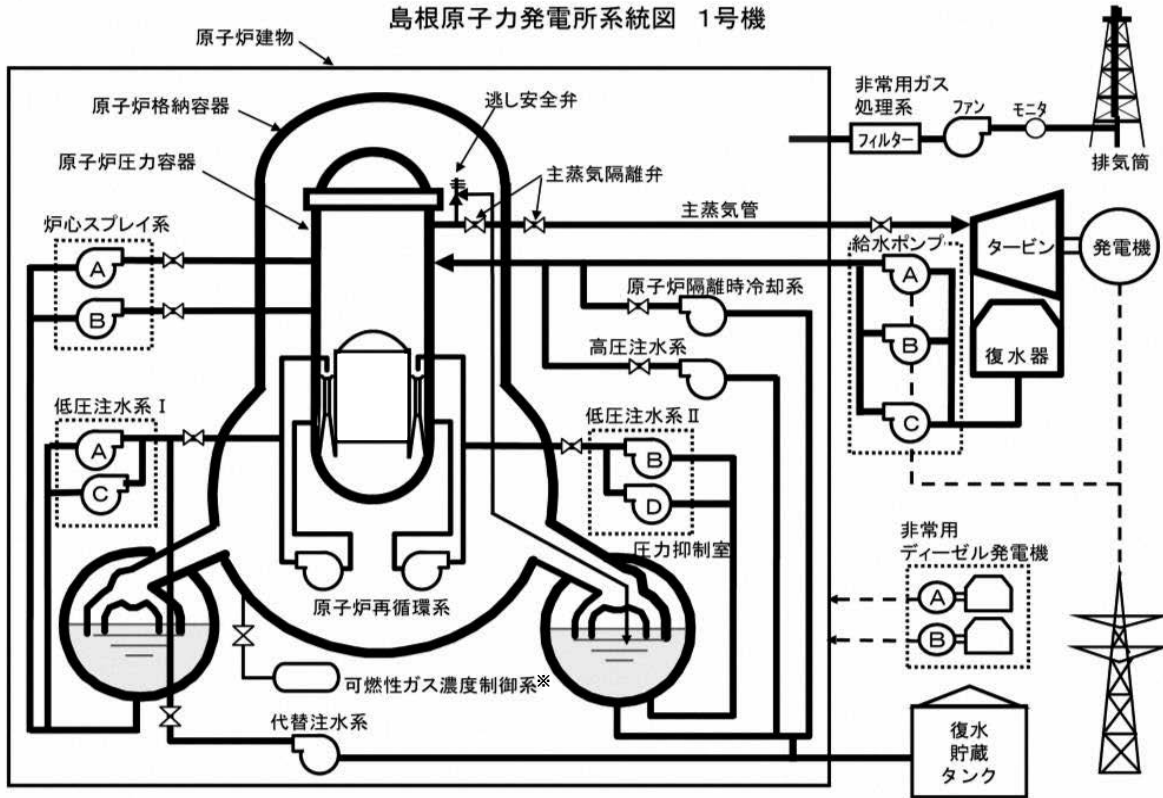 島根原子力発電所系統図 1号機
原子炉建物
原子炉格納容器
逃し安全弁
原子炉圧力容器
主蒸気隔離弁
非常用ガス
処理系
ファン
モニタ
フィルター
排気筒
炉心スプレイ系
A
B
主蒸気管
給水ポンプ
A
B
C
タービン
発電機
復水器
原子炉隔離時冷却系
高圧注水系
低圧注水系Ⅰ
A
C
低圧注水系Ⅱ
B
D
圧力抑制室
原子炉再循環系
非常用
ディーゼル発電機
A
B
可燃性ガス濃度制御系※
代替注水系
復水
貯蔵
タンク